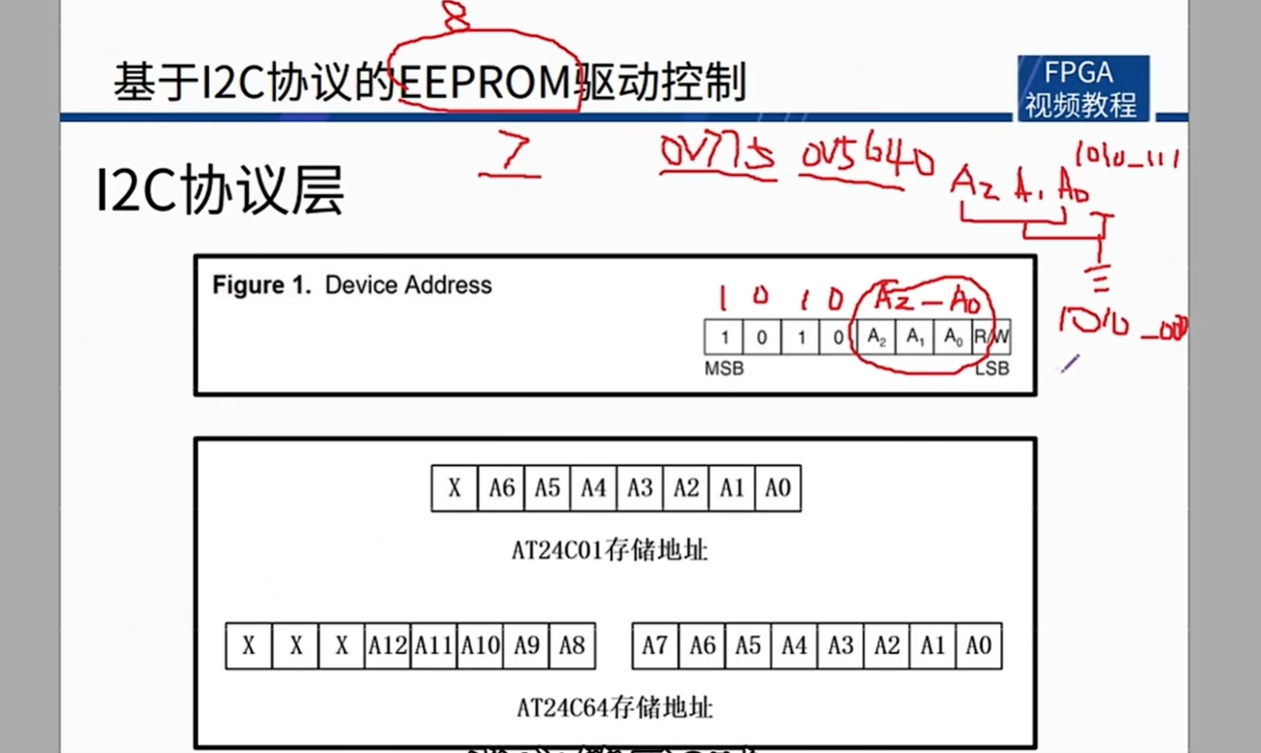 8
基于I2C协议的EEPROM驱动控制
FPGA
视频教程
7
OV775 OV5640
1010_111
A2 A1 A0
I2C协议层
Figure 1. Device Address
1 0 1 0 A2-A0
1 0 1 0 A2 A1 A0 R/W
MSB LSB
1010_000
X A6 A5 A4 A3 A2 A1 A0
AT24C01存储地址
X X X A12 A11 A10 A9 A8 A7 A6 A5 A4 A3 A2 A1 A0
AT24C64存储地址